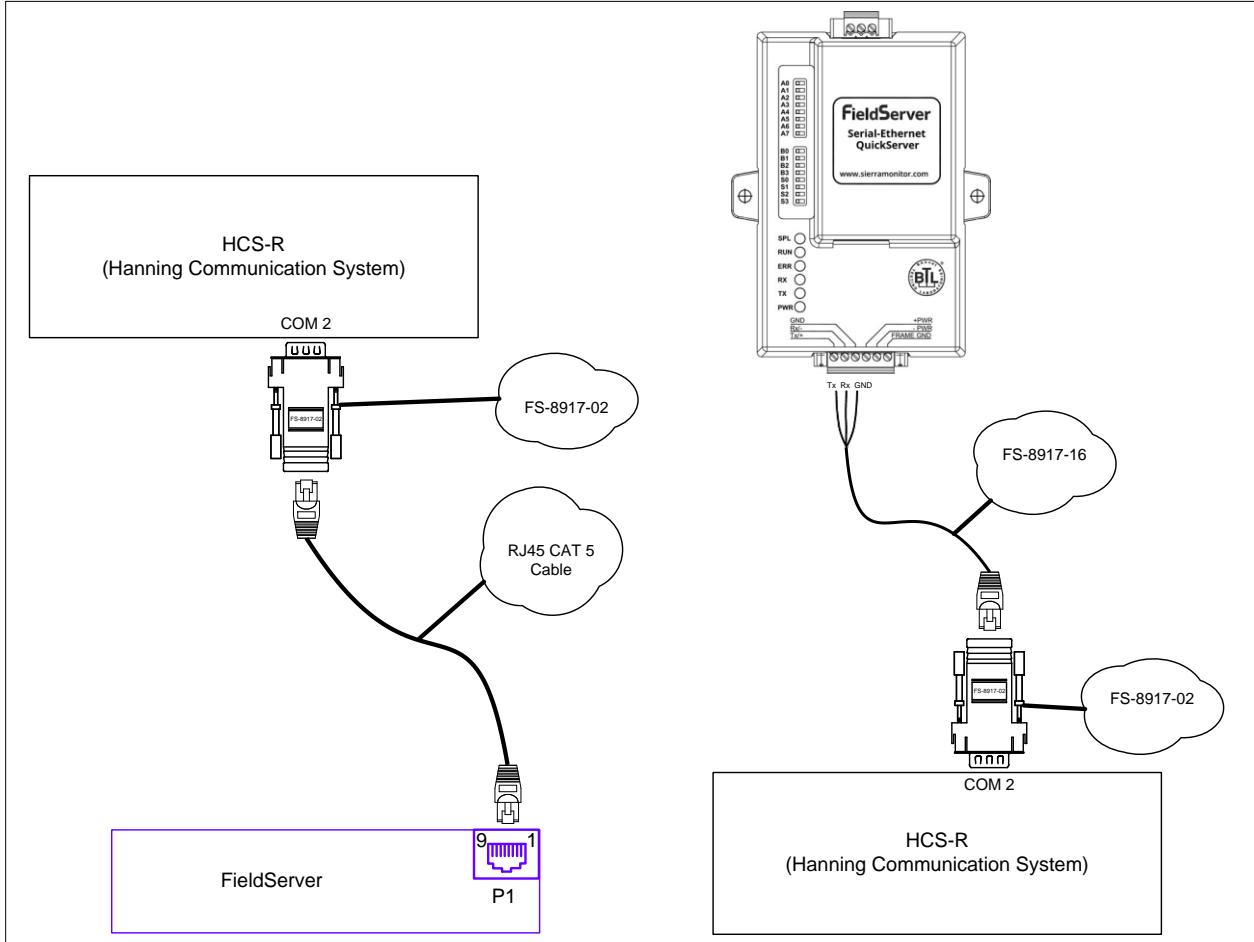 HCS-R
(Hanning Communication System)
COM 2
FS-8917-02
FS-8917-02
RJ45 CAT 5
Cable
9
1
FieldServer
P1
A0
A1
A2
A3
A4
A5
A6
A7
B0
B1
B2
B3
S0
S1
S2
S3
FieldServer
Serial-Ethernet
QuickServer
www.sierramonitor.com
SPL
RUN
ERR
RX
TX
PWR
BTL
GND
Rx/-
Tx/+
+PWR
- PWR
FRAME GND
Tx Rx GND
FS-8917-16
FS-8917-02
FS-8917-02
COM 2
HCS-R
(Hanning Communication System)